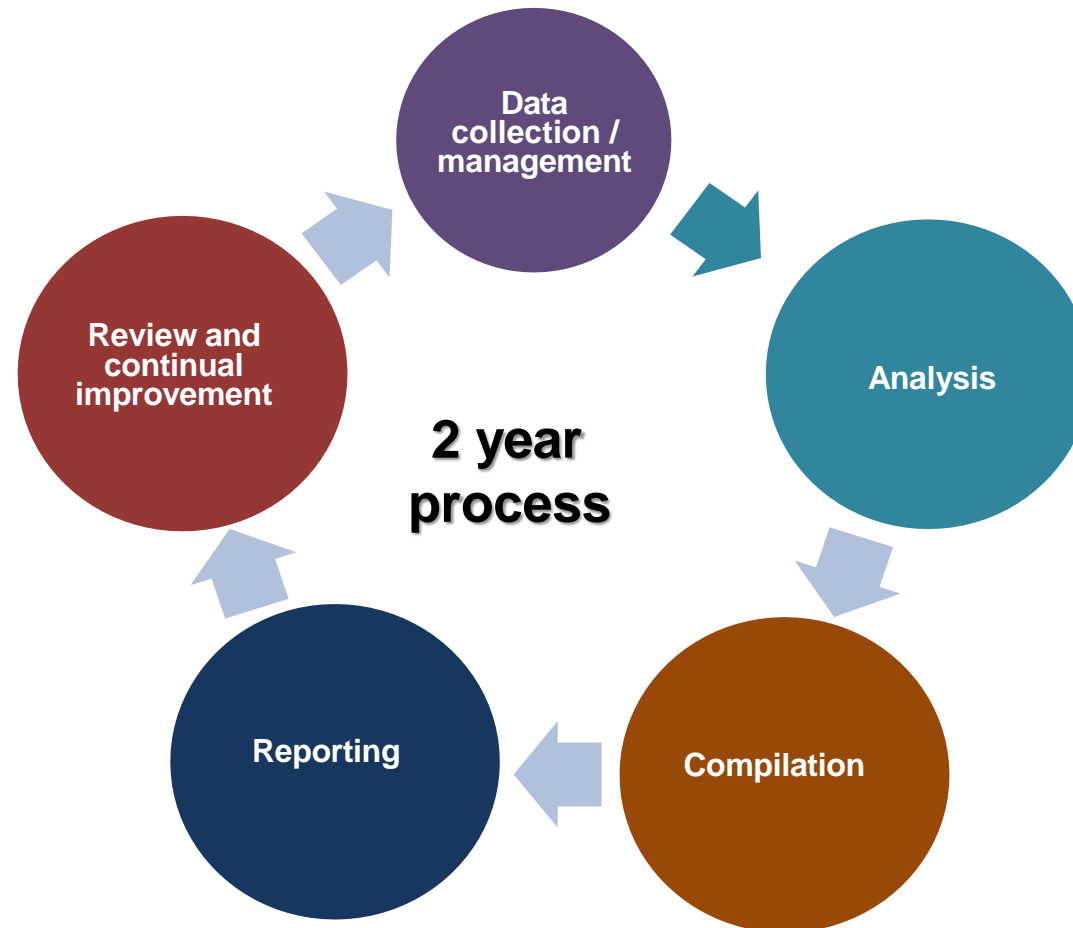 Data
collection /
management
Analysis
Compilation
Reporting
Review and
continual
improvement
2 year
process